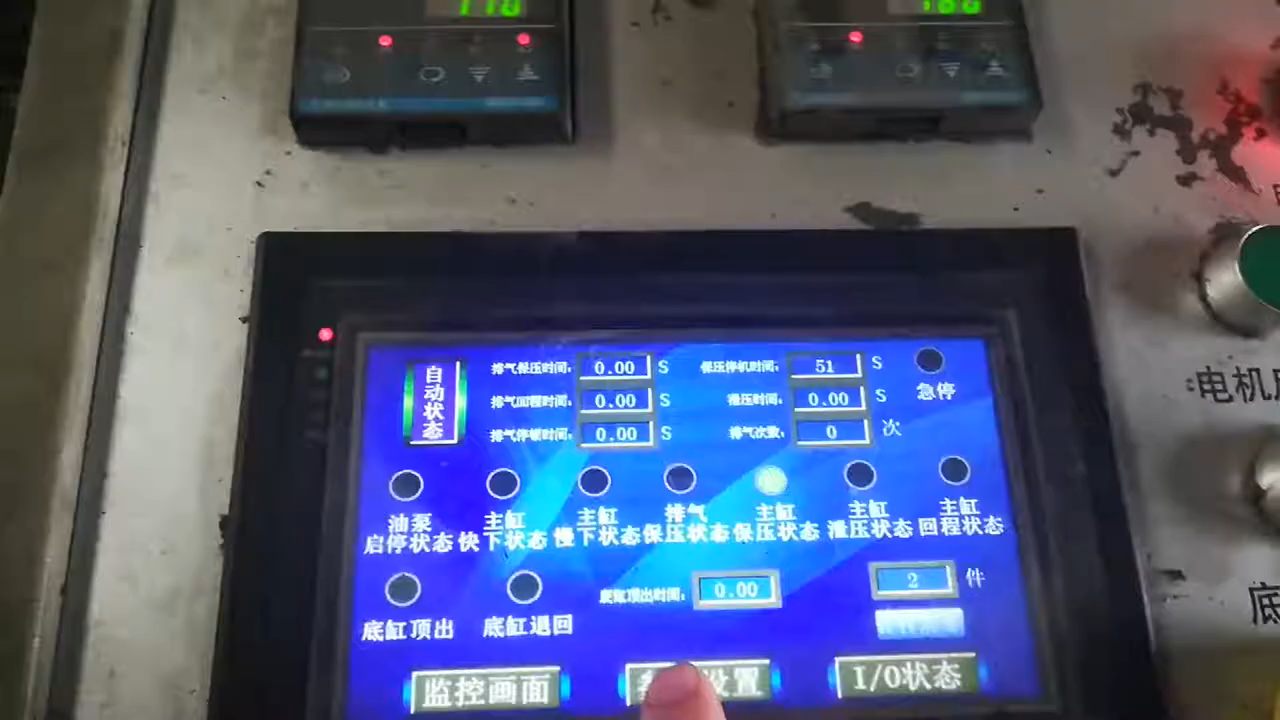 自动状态
排气保压时间: 0.00 S
保压停机时间: 51 S
急停
排气回程时间: 0.00 S
泄压时间: 0.00 S
排气停顿时间: 0.00 S
排气次数: 0 次
油泵
启停状态
主缸
快下状态
主缸
慢下状态
排气
保压状态
主缸
保压状态
主缸
泄压状态
主缸
回程状态
底缸顶出
底缸退回
底缸顶出时间: 0.00
2 件
监控画面
设置
I/O状态
电机
底